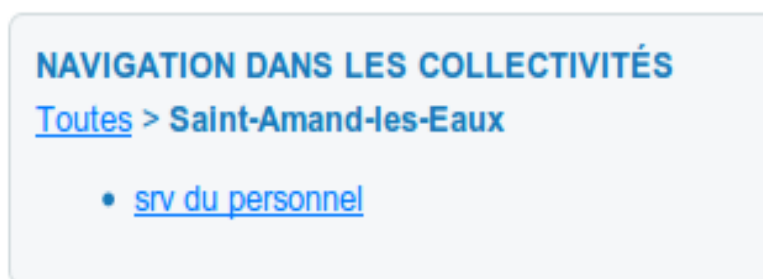 NAVIGATION DANS LES COLLECTIVITÉS
Toutes > Saint-Amand-les-Eaux
• srv du personnel